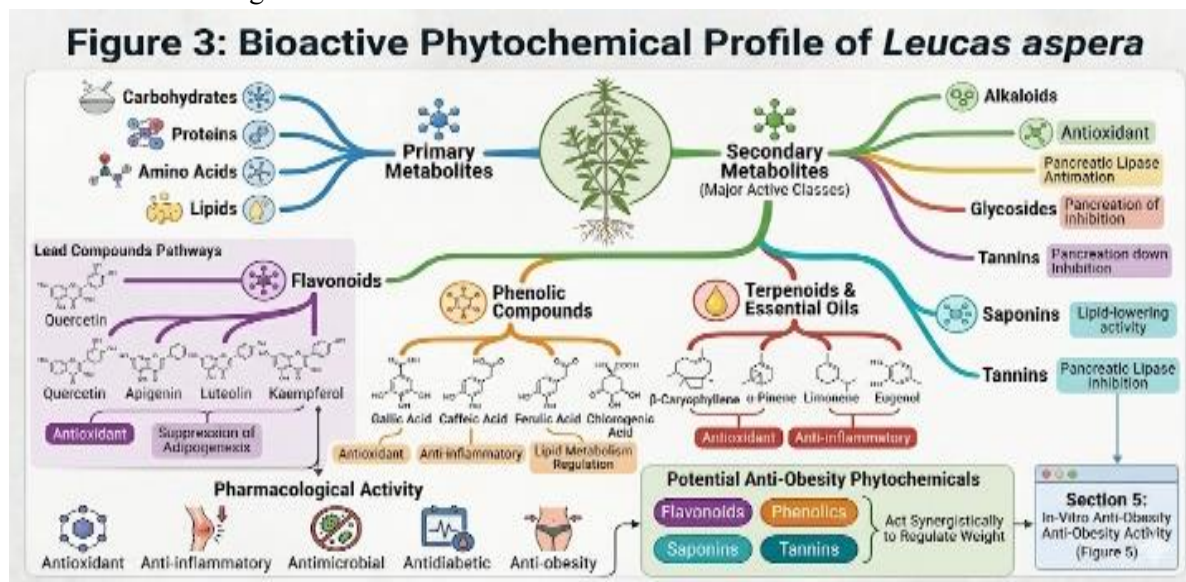 Figure 3: Bioactive Phytochemical Profile of Leucas aspera
Carbohydrates
Proteins
Amino Acids
Lipids
Primary
Metabolites
Secondary
Metabolites
(Major Active Classes)
Alkaloids
Antioxidant
Pancreatic Lipase
Antimation
Glycosides
Pancreation of
Inhibition
Tannins
Pancreation down
Inhibition
Saponins
Lipid-lowering
activity
Tannins
Pancreatic Lipase
Inhibition
Lead Compounds Pathways
Flavonoids
Quercetin
Quercetin
Apigenin
Luteolin
Kaempferol
Antioxidant
Suppression of
Adipogenesis
Phenolic
Compounds
Gallic Acid
Caffeic Acid
Ferulic Acid
Chlorogenic
Acid
Antioxidant
Anti-inflammatory
Lipid Metabolism
Regulation
Terpenoids &
Essential Oils
β-Caryophyllene
α-Pinene
Limonene
Eugenol
Antioxidant
Anti-inflammatory
Pharmacological Activity
Antioxidant
Anti-inflammatory
Antimicrobial
Antidiabetic
Anti-obesity
Potential Anti-Obesity Phytochemicals
Flavonoids
Phenolics
Saponins
Tannins
Act Synergistically
to Regulate Weight
Section 5:
In-Vitro Anti-Obesity
Anti-Obesity Activity
(Figure 5)